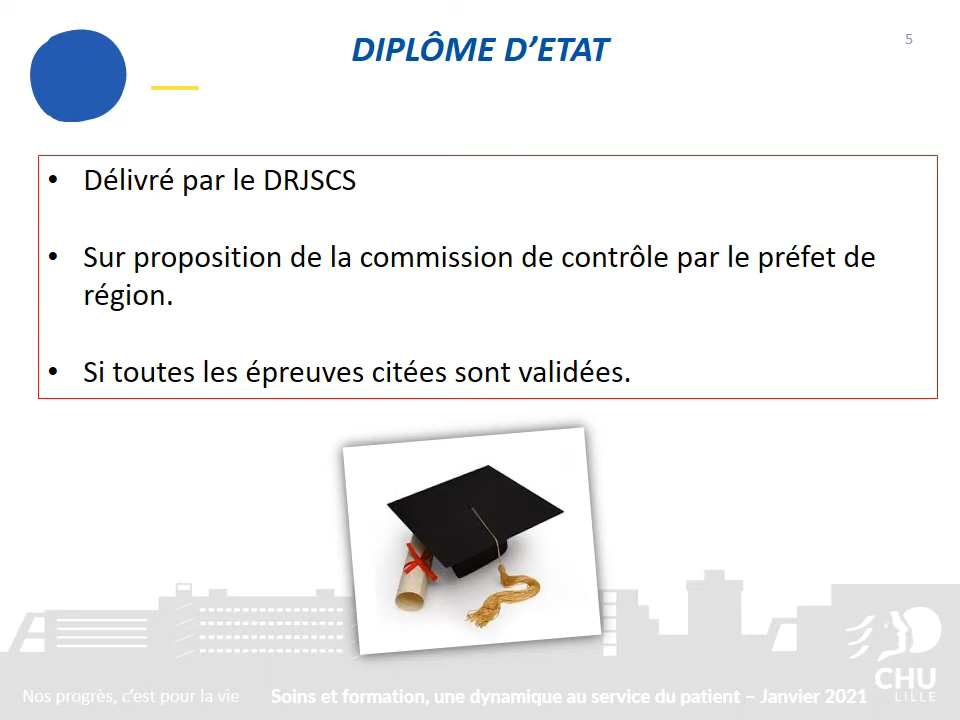 DIPLÔME D’ETAT
5
• Délivré par le DRJSCS
• Sur proposition de la commission de contrôle par le préfet de
région.
• Si toutes les épreuves citées sont validées.
Nos progrès, c’est pour la vie
Soins et formation, une dynamique au service du patient – Janvier 2021
CHU
LILLE